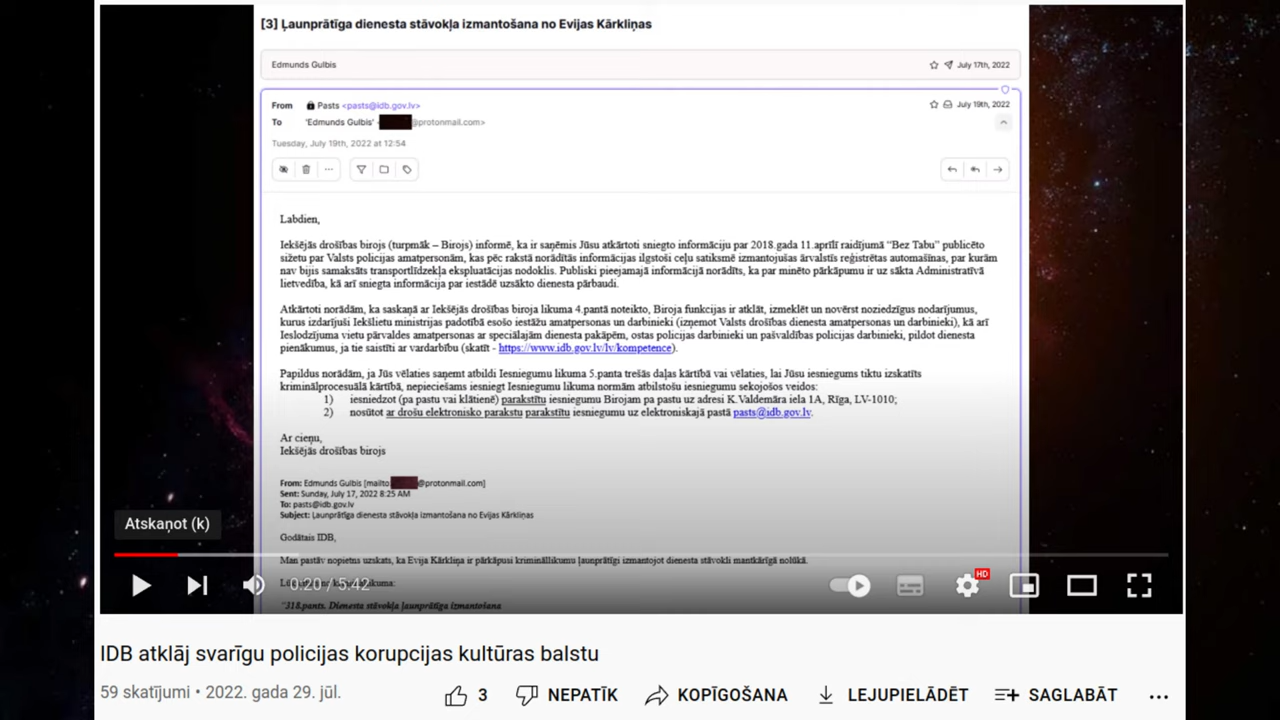 [3] Ļaunprātīga dienesta stāvokļa izmantošana no Evijas Kārkliņas
Edmunds Gulbis July 17th, 2022
From Pasts <pasts@idb.gov.lv> July 19th, 2022
To 'Edmunds Gulbis' < @protonmail.com>
Tuesday, July 19th, 2022 at 12:54
Labdien,
Iekšējās drošības birojs (turpmāk – Birojs) informē, ka ir saņēmis Jūsu atkārtoti sniegto informāciju par 2018.gada 11.aprīlī raidījumā “Bez Tabu” publicēto
sižetu par Valsts policijas amatpersonām, kas pēc rakstā norādītās informācijas ilgstoši ceļu satiksmē izmantojušas ārvalstīs reģistrētas automašīnas, par kurām
nav bijis samaksāts transportlīdzekļa ekspluatācijas nodoklis. Publiski pieejamajā informācijā norādīts, ka par minēto pārkāpumu ir uz sākta Administratīvā
lietvedība, kā arī sniegta informācija par iestādē uzsākto dienesta pārbaudi.
Atkārtoti norādām, ka saskaņā ar Iekšējās drošības biroja likuma 4.pantā noteikto, Biroja funkcijas ir atklāt, izmeklēt un novērst noziedzīgus nodarījumus,
kurus izdarījuši Iekšlietu ministrijas padotībā esošo iestāžu amatpersonas un darbinieki (izņemot Valsts drošības dienesta amatpersonas un darbinieki), kā arī
Ieslodzījuma vietu pārvaldes amatpersonas ar speciālajām dienesta pakāpēm, ostas policijas darbinieki un pašvaldības policijas darbinieki, pildot dienesta
pienākumus, ja tie saistīti ar vardarbību (skatīt - https://www.idb.gov.lv/lv/kompetence).
Papildus norādām, ja Jūs vēlaties saņemt atbildi Iesniegumu likuma 5.panta trešās daļas kārtībā vai vēlaties, lai Jūsu iesniegums tiktu izskatīts
kriminālprocesuālā kārtībā, nepieciešams iesniegt Iesniegumu likuma normām atbilstošu iesniegumu sekojošos veidos:
1) iesniedzot (pa pastu vai klātienē) parakstītu iesniegumu Birojam pa pastu uz adresi K.Valdemāra iela 1A, Rīga, LV-1010;
2) nosūtot ar drošu elektronisko parakstu parakstītu iesniegumu uz elektroniskajā pastā pasts@idb.gov.lv.
Ar cieņu,
Iekšējās drošības birojs
From: Edmunds Gulbis [mailto: @protonmail.com]
Sent: Sunday, July 17, 2022 8:25 AM
To: pasts@idb.gov.lv
Subject: Ļaunprātīga dienesta stāvokļa izmantošana no Evijas Kārkliņas
Godātais IDB,
Man pastāv nopietns uzskats, ka Evija Kārkliņa ir pārkāpusi krimināllikumu ļaunprātīgi izmantojot dienesta stāvokli mantkārīgā nolūkā.
Atskaņot (k)
0:20 / 5:42
HD
"318.pants. Dienesta stāvokļa ļaunprātīga izmantošana
IDB atklāj svarīgu policijas korupcijas kultūras balstu
59 skatījumi • 2022. gada 29. jūl.
3 NEPATĪK KOPĪGOŠANA LEJUPIELĀDĒT SAGLABĀT